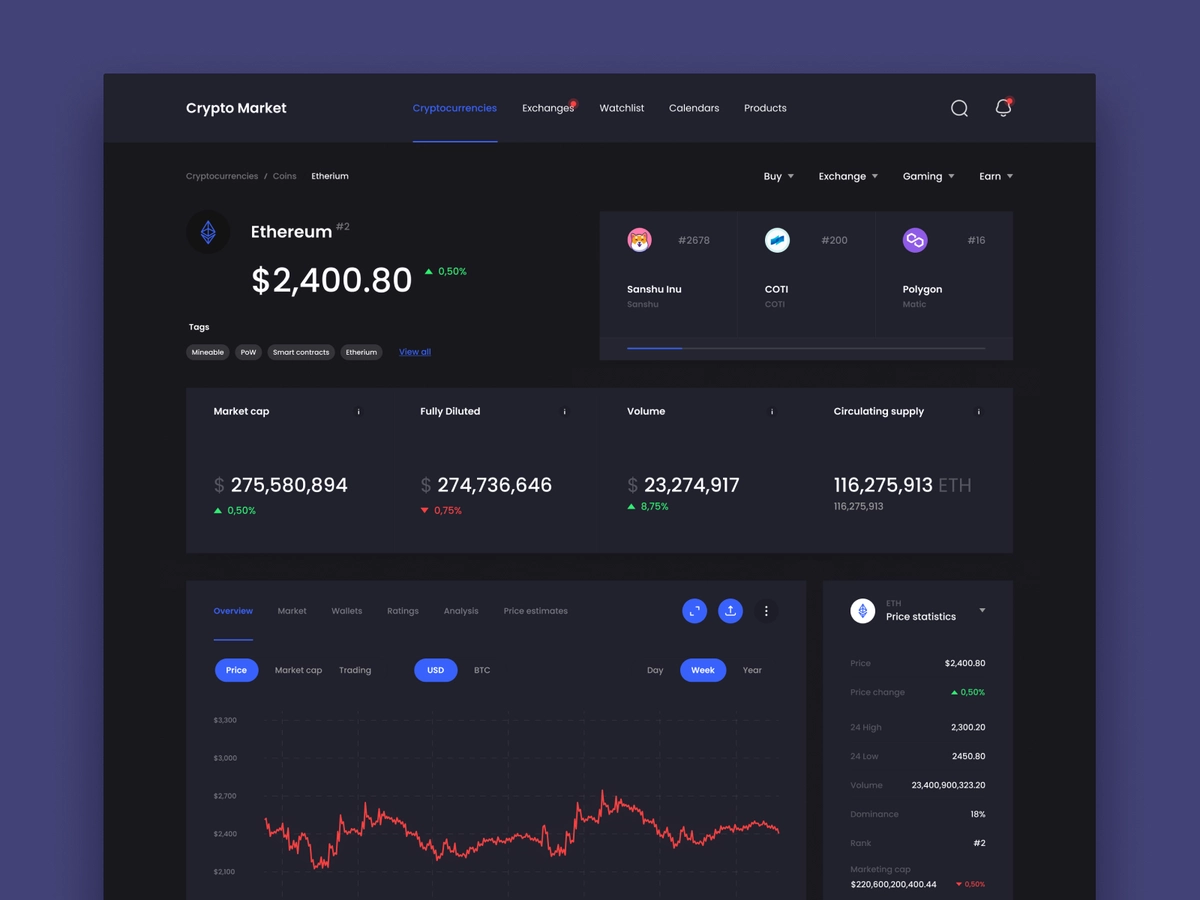 Crypto Market
Cryptocurrencies Exchanges Watchlist Calendars Products
Cryptocurrencies / Coins Etherium
Buy Exchange Gaming Earn
Ethereum #2
$2,400.80 0,50%
Tags
Mineable PoW Smart contracts Etherium View all
#2678 #200 #16
Sanshu Inu COTI Polygon
Sanshu COTI Matic
Market cap i Fully Diluted i Volume i Circulating supply i
$ 275,580,894 $ 274,736,646 $ 23,274,917 116,275,913 ETH
0,50% 0,75% 8,75% 116,275,913
Overview Market Wallets Ratings Analysis Price estimates
Price Market cap Trading USD BTC Day Week Year
$3,300
$3,000
$2,700
$2,400
$2,100
ETH
Price statistics
Price $2,400.80
Price change 0,50%
24 High 2,300.20
24 Low 2450.80
Volume 23,400,900,323.20
Dominance 18%
Rank #2
Marketing cap
$220,600,200,400.44 0,50%